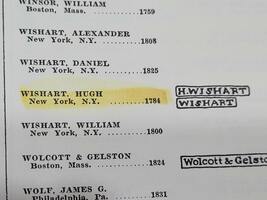 WINSOR, WILLIAM
Boston, Mass. ............1759
WISHART, ALEXANDER
New York, N.Y. ...........1808
WISHART, DANIEL
New York, N.Y. ...........1825
WISHART, HUGH
New York, N.Y. ..........1784
H.WISHART
WISHART
WISHART, WILLIAM
New York, N.Y. ..........1800
WOLCOTT & GELSTON
Boston, Mass. ............1824
Wolcott & Gelsto
WOLF, JAMES G.
Philadelphia, Pa. .........1831